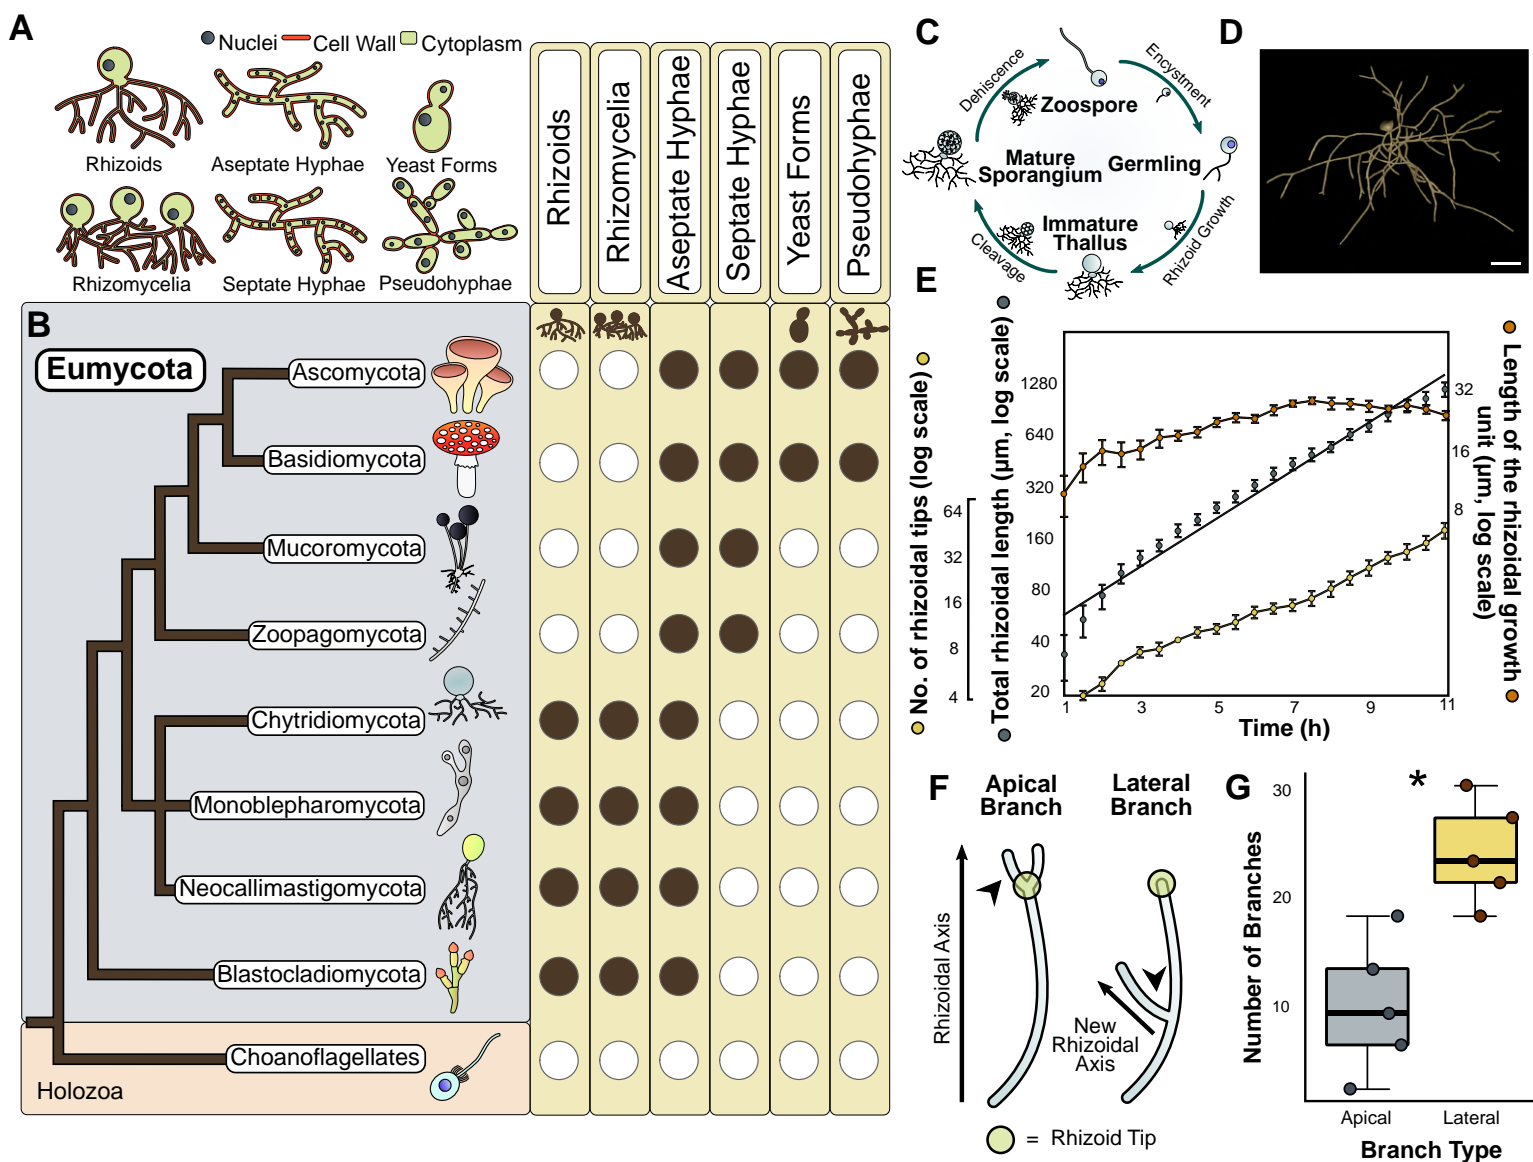 A
Nuclei
Cell Wall
Cytoplasm
Rhizoids
Aseptate Hyphae
Yeast Forms
Rhizomycelia
Septate Hyphae
Pseudohyphae
Rhizoids
Rhizomycelia
Aseptate Hyphae
Septate Hyphae
Yeast Forms
Pseudohyphae
B
Eumycota
Ascomycota
Basidiomycota
Mucoromycota
Zoopagomycota
Chytridiomycota
Monoblepharomycota
Neocallimastigomycota
Blastocladiomycota
Choanoflagellates
Holozoa
C
Dehiscence
Encystment
Zoospore
Mature
Sporangium
Germling
Immature
Thallus
Cleavage
Rhizoid Growth
D
E
No. of rhizoidal tips (log scale)
64
32
16
8
4
Total rhizoidal length (µm, log scale)
1280
640
320
160
80
40
20
32
16
8
Length of the rhizoidal growth
unit (µm, log scale)
1 3 5 7 9 11
Time (h)
F
Apical
Branch
Lateral
Branch
Rhizoidal Axis
New
Rhizoidal
Axis
= Rhizoid Tip
G
*
Number of Branches
30
20
10
Apical
Lateral
Branch Type